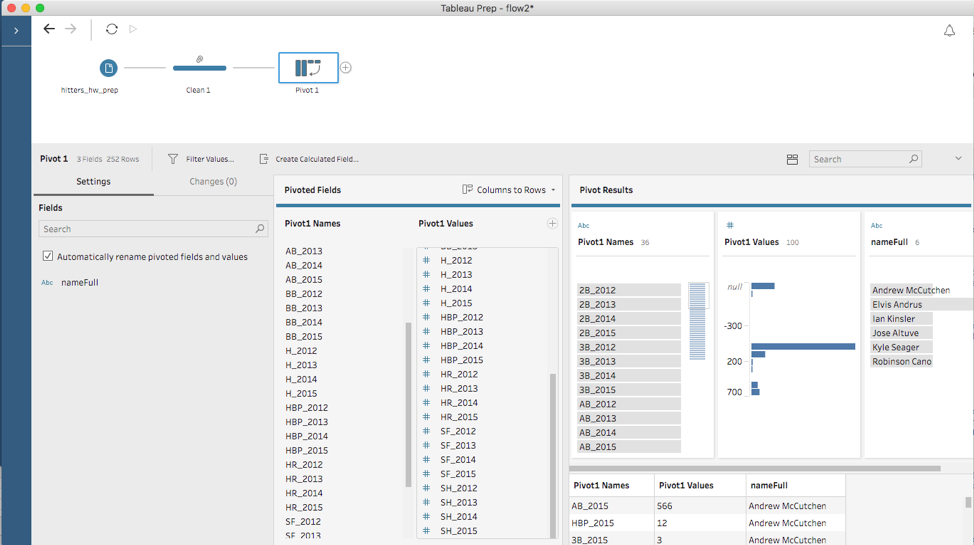 Tableau Prep - flow2*
hitters_hw_prep
Clean 1
Pivot 1
Pivot 1 3 Fields 252 Rows
Filter Values...
Create Calculated Field...
Search
Settings
Changes (0)
Fields
Search
Automatically rename pivoted fields and values
Abc nameFull
Pivoted Fields
Columns to Rows
Pivot1 Names
AB_2013
AB_2014
AB_2015
BB_2012
BB_2013
BB_2014
BB_2015
H_2012
H_2013
H_2014
H_2015
HBP_2012
HBP_2013
HBP_2014
HBP_2015
HR_2012
HR_2013
HR_2014
HR_2015
SF_2012
SF_2013
Pivot1 Values
# H_2012
# H_2013
# H_2014
# H_2015
# HBP_2012
# HBP_2013
# HBP_2014
# HBP_2015
# HR_2012
# HR_2013
# HR_2014
# HR_2015
# SF_2012
# SF_2013
# SF_2014
# SF_2015
# SH_2012
# SH_2013
# SH_2014
# SH_2015
Pivot Results
Abc
Pivot1 Names 36
2B_2012
2B_2013
2B_2014
2B_2015
3B_2012
3B_2013
3B_2014
3B_2015
AB_2012
AB_2013
AB_2014
AB_2015
#
Pivot1 Values 100
null
-300
200
700
Abc
nameFull 6
Andrew McCutchen
Elvis Andrus
Ian Kinsler
Jose Altuve
Kyle Seager
Robinson Cano
Pivot1 Names Pivot1 Values nameFull
AB_2015 566 Andrew McCutchen
HBP_2015 12 Andrew McCutchen
3B_2015 3 Andrew McCutchen